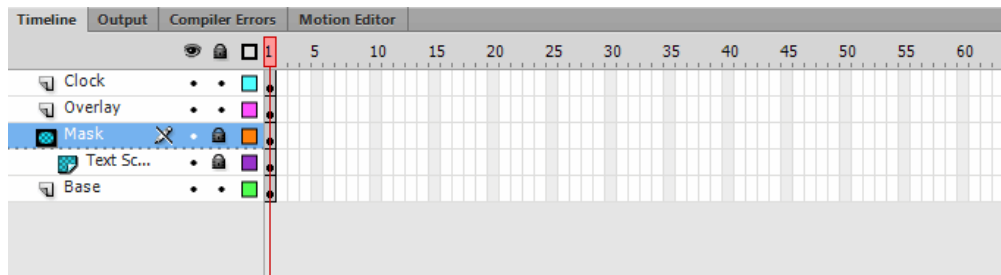 Timeline Output Compiler Errors Motion Editor
1 5 10 15 20 25 30 35 40 45 50 55 60
Clock
Overlay
Mask
Text Sc...
Base